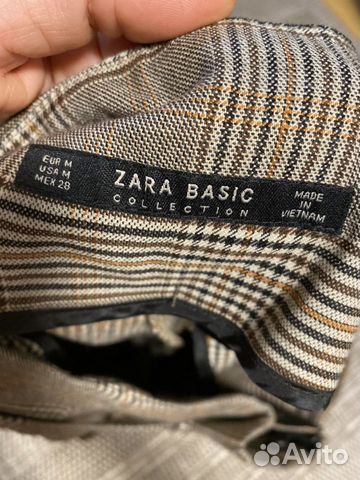 EUR M
USA M
MEX 28
ZARA BASIC
COLLECTION
MADE
IN
VIETNAM
Avito